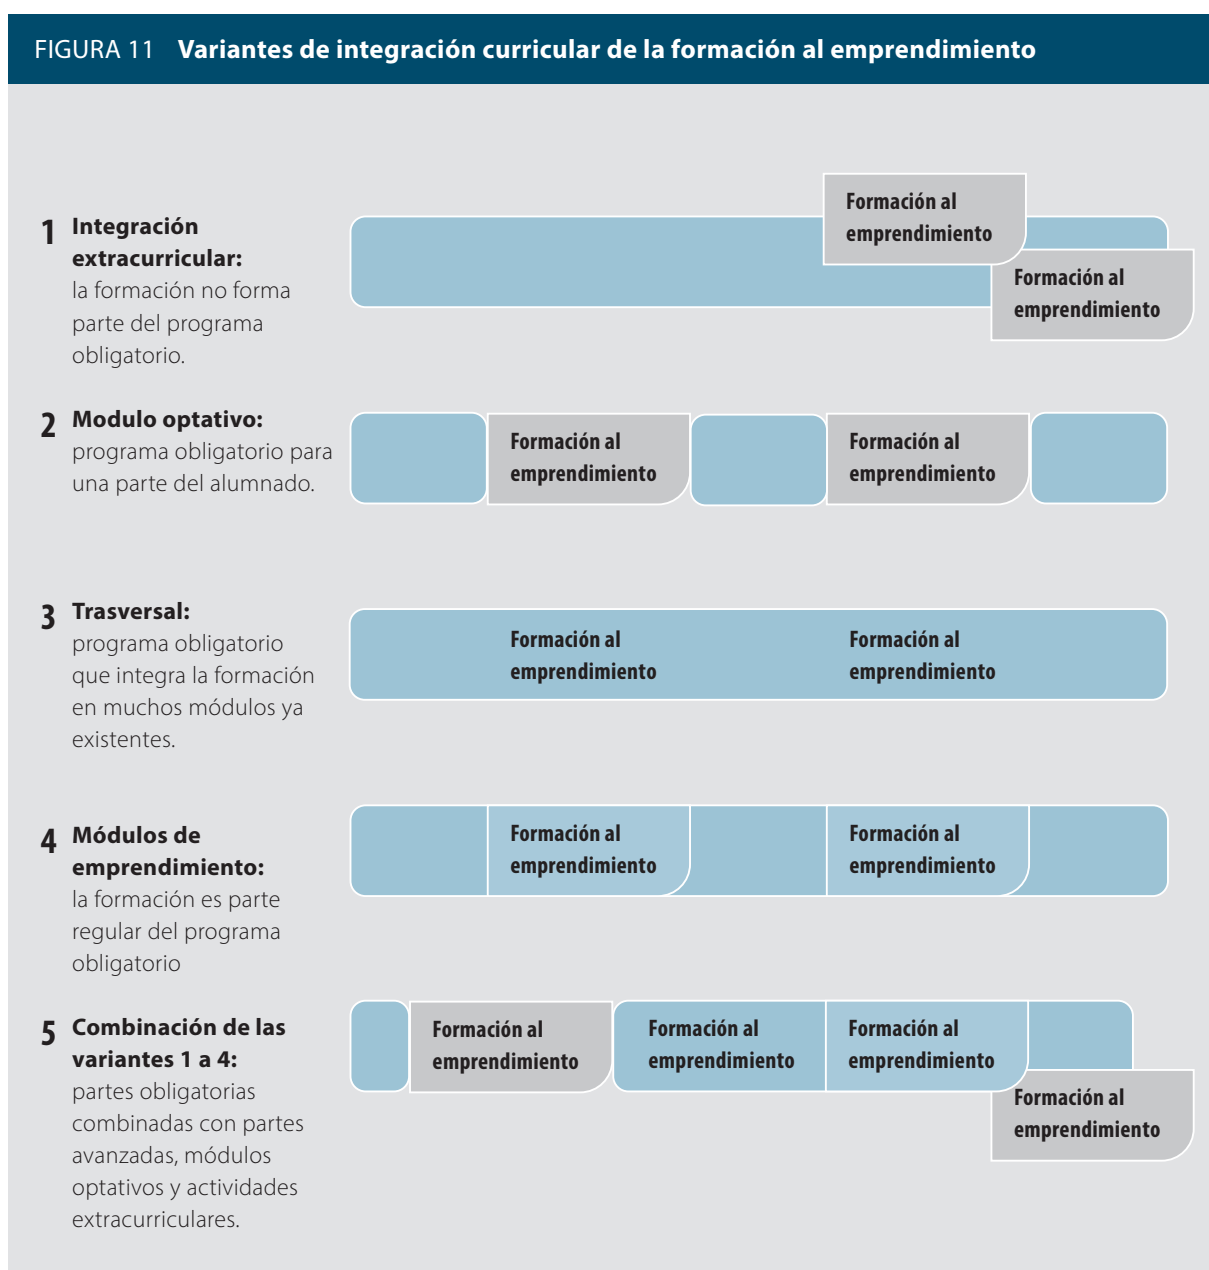 FIGURA 11 Variantes de integración curricular de la formación al emprendimiento
1 Integración
extracurricular:
la formación no forma
parte del programa
obligatorio.
Formación al
emprendimiento
Formación al
emprendimiento
2 Modulo optativo:
programa obligatorio para
una parte del alumnado.
Formación al
emprendimiento
Formación al
emprendimiento
3 Trasversal:
programa obligatorio
que integra la formación
en muchos módulos ya
existentes.
Formación al
emprendimiento
Formación al
emprendimiento
4 Módulos de
emprendimiento:
la formación es parte
regular del programa
obligatorio
Formación al
emprendimiento
Formación al
emprendimiento
5 Combinación de las
variantes 1 a 4:
partes obligatorias
combinadas con partes
avanzadas, módulos
optativos y actividades
extracurriculares.
Formación al
emprendimiento
Formación al
emprendimiento
Formación al
emprendimiento
Formación al
emprendimiento